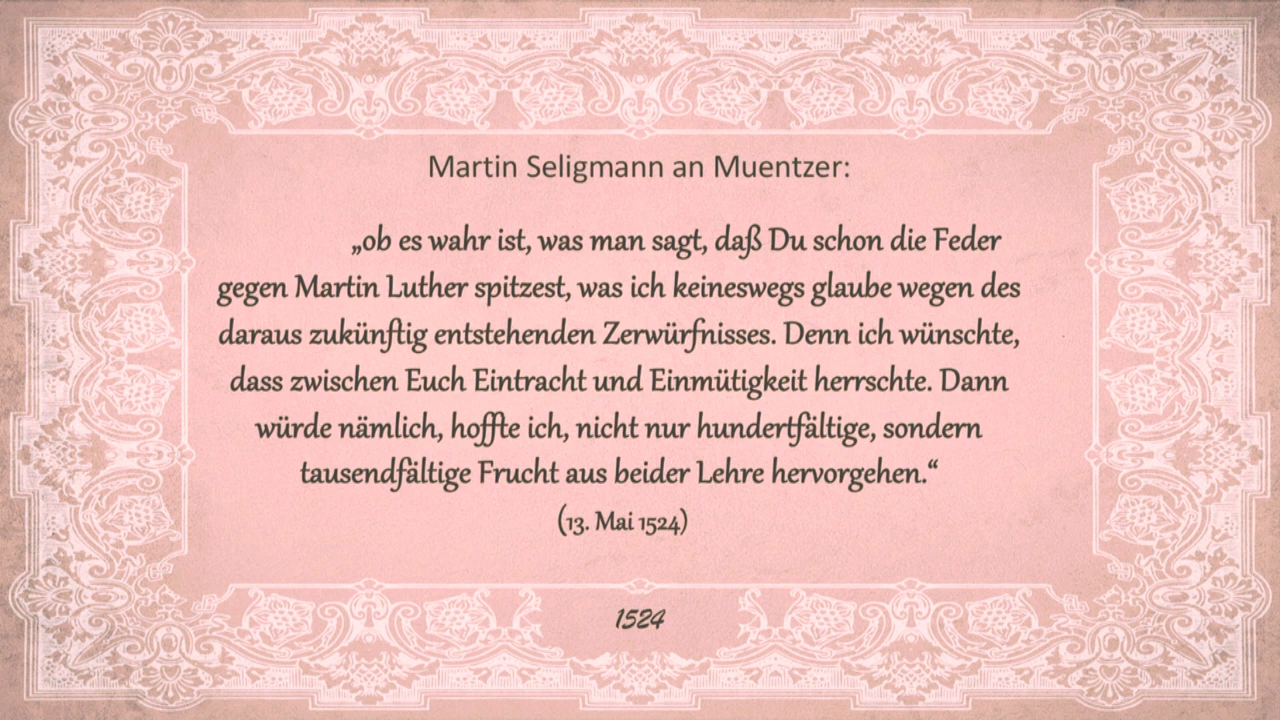 Martin Seligmann an Muentzer:
„ob es wahr ist, was man sagt, daß Du schon die Feder
gegen Martin Luther spitzest, was ich keineswegs glaube wegen des
daraus zukünftig entstehenden Zerwürfnisses. Denn ich wünschte,
dass zwischen Euch Eintracht und Einmütigkeit herrschte. Dann
würde nämlich, hoffte ich, nicht nur hundertfältige, sondern
tausendfältige Frucht aus beider Lehre hervorgehen.“
(13. Mai 1524)
1524